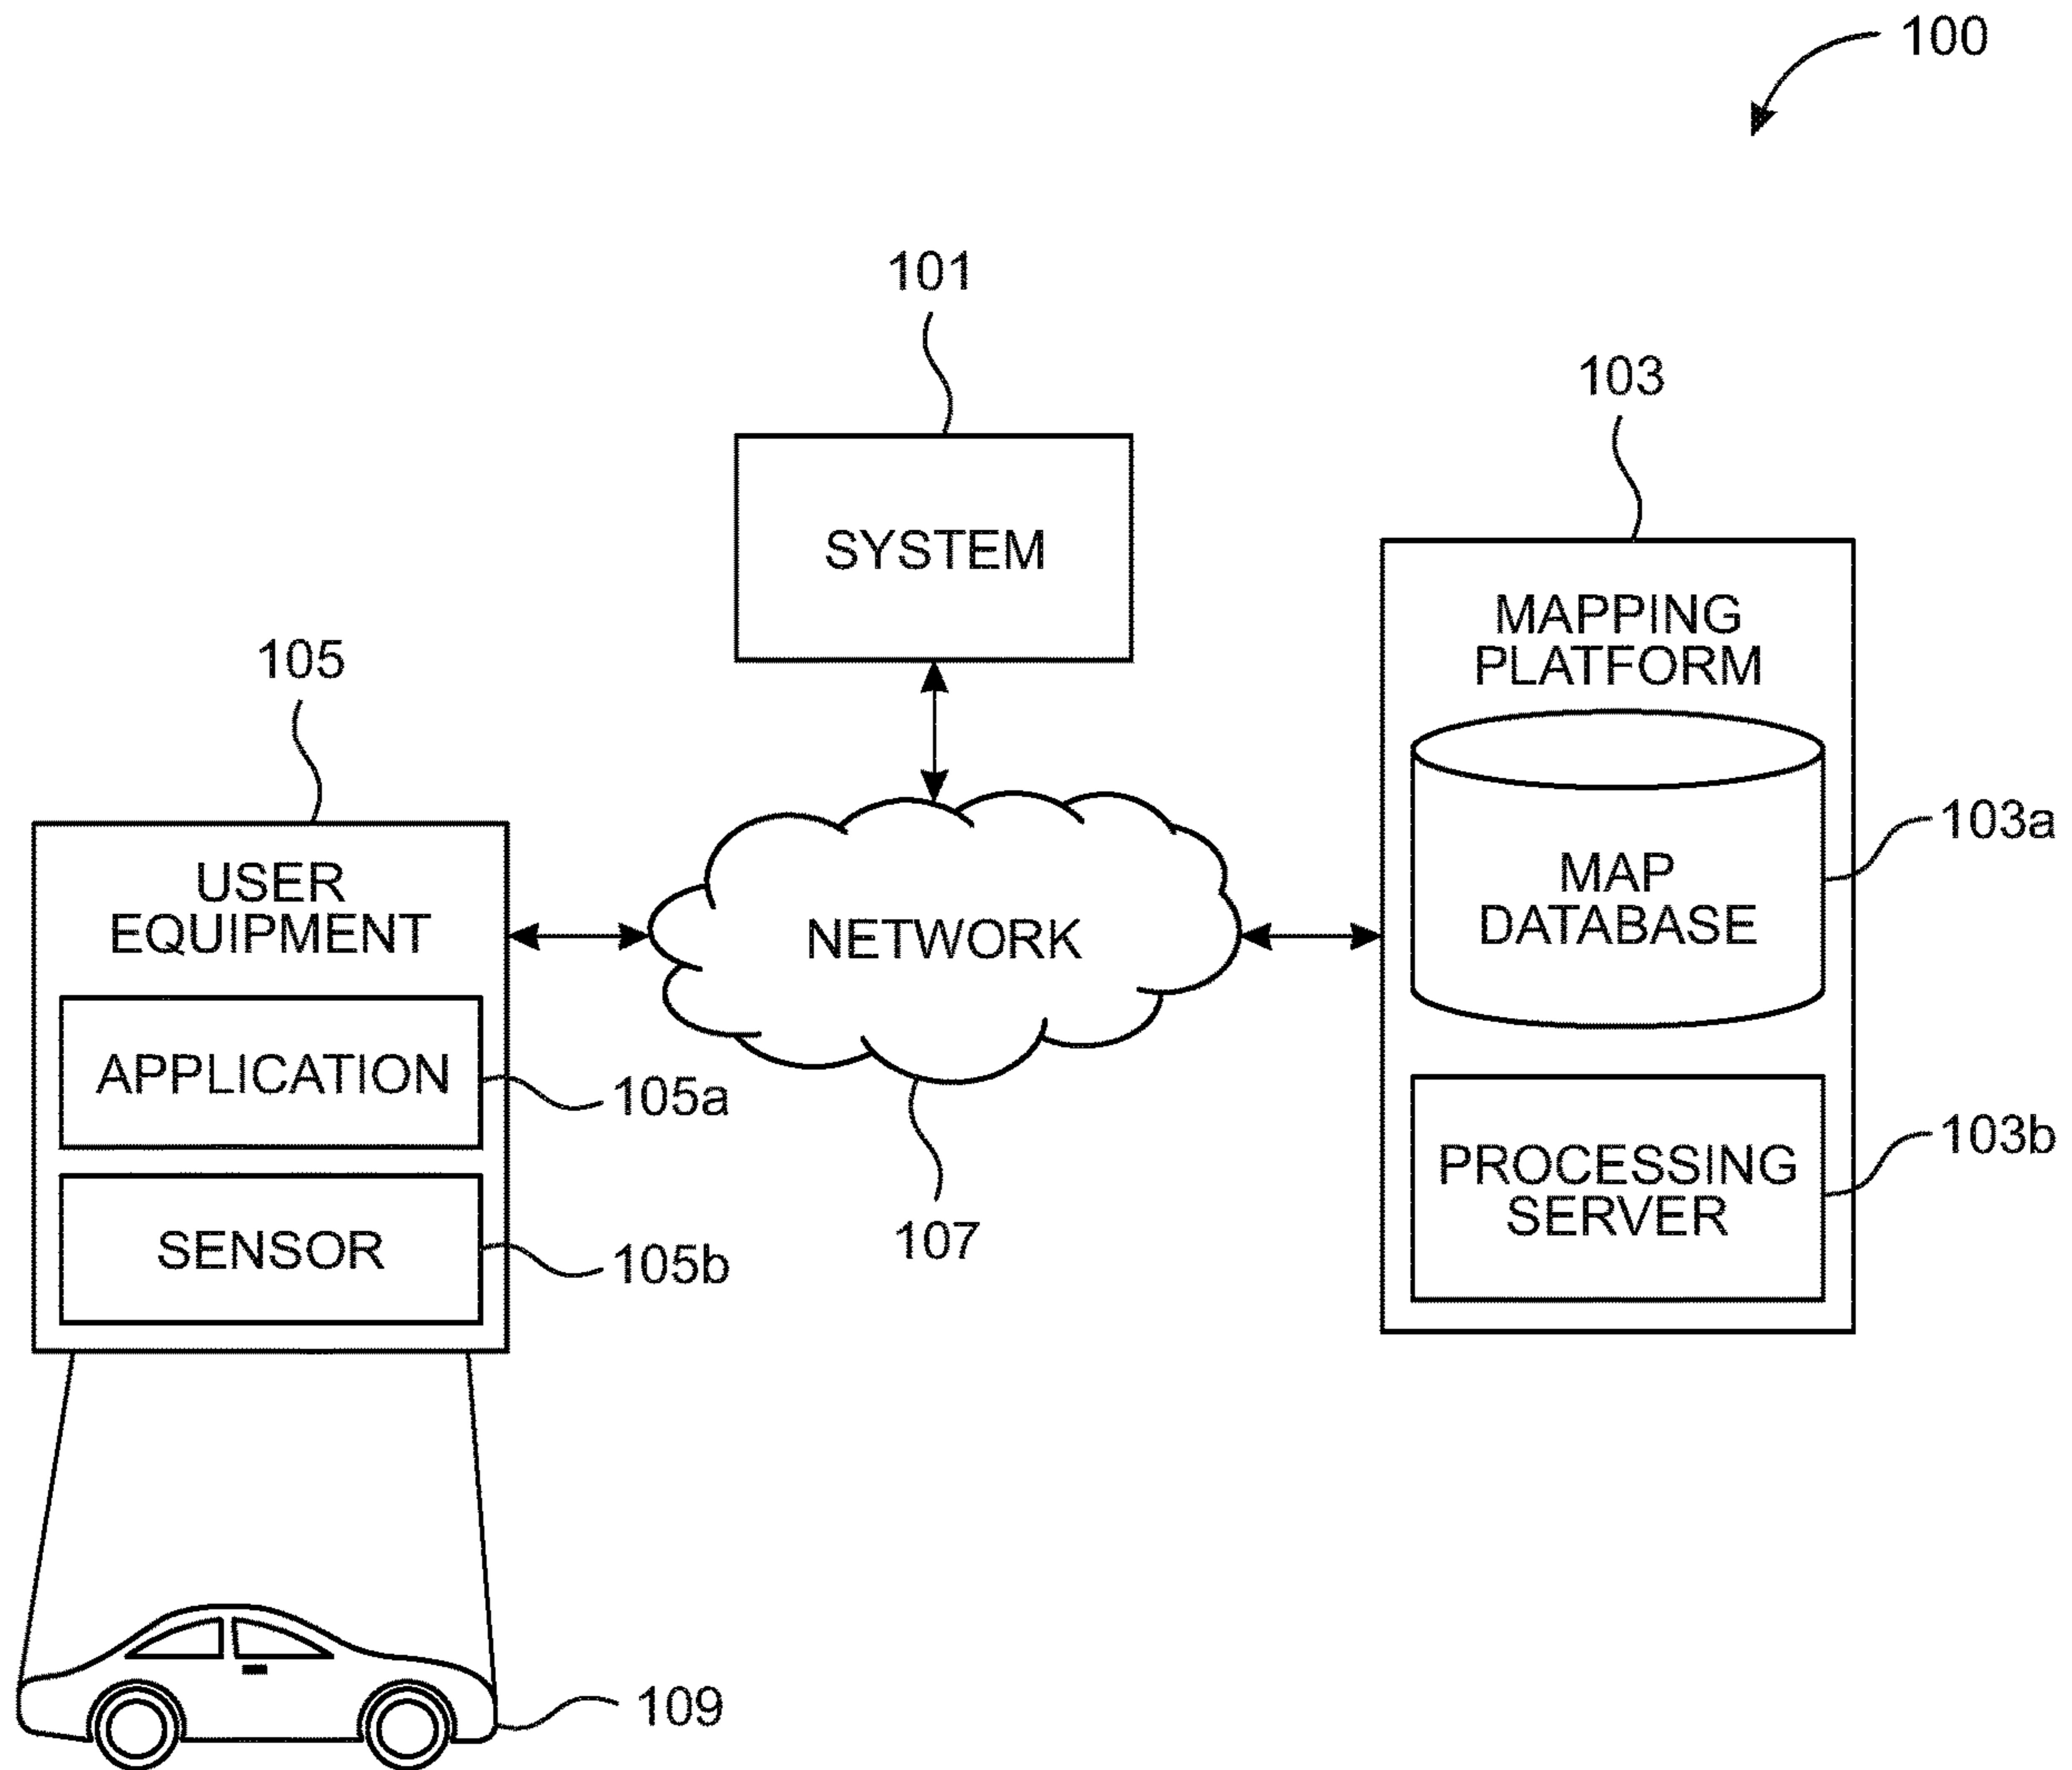 100
101
SYSTEM
103
MAPPING
PLATFORM
MAP
DATABASE
103a
PROCESSING
SERVER
103b
105
USER
EQUIPMENT
APPLICATION
105a
SENSOR
105b
NETWORK
107
109